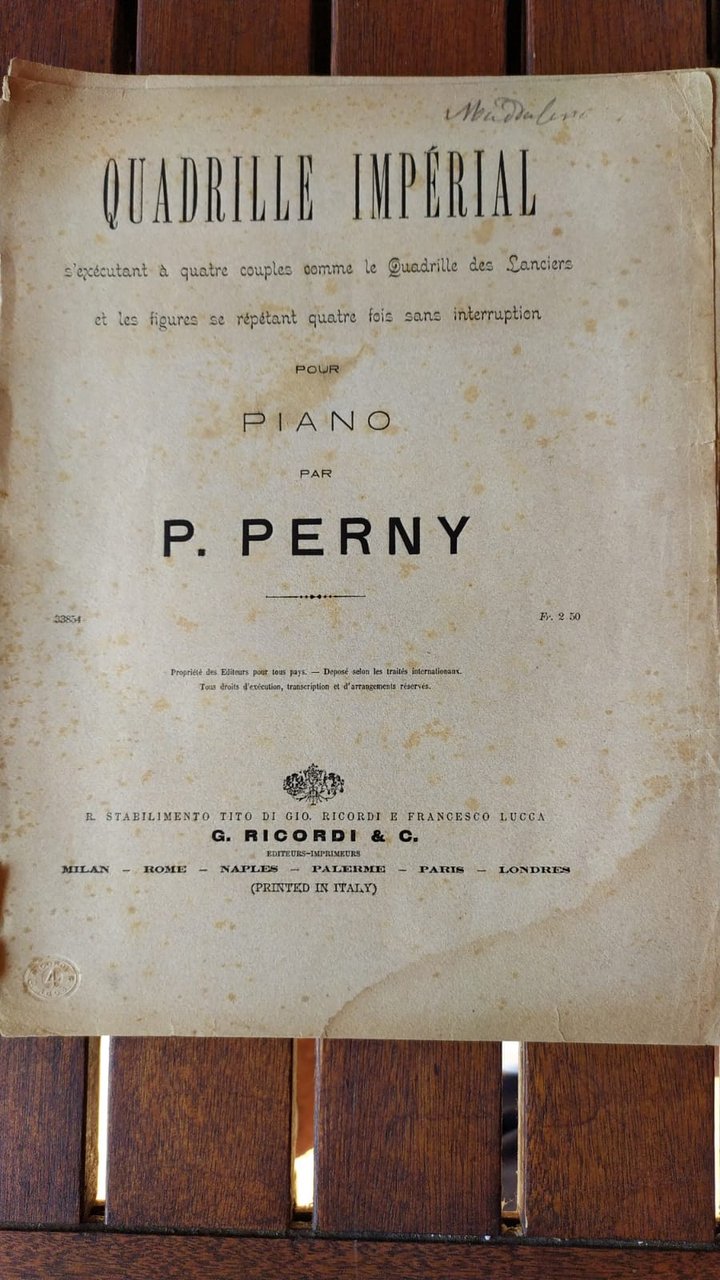 QUADRILLE IMPÉRIAL
s'exécutant à quatre couples comme le Quadrille des Lanciers
et les figures se répétant quatre fois sans interruption
POUR
PIANO
PAR
P. PERNY
33854
Fr. 2 50
Propriété des Editeurs pour tous pays. — Deposé selon les traités internationaux.
Tous droits d'exécution, transcription et d'arrangements réservés.
R. STABILIMENTO TITO DI GIO. RICORDI E FRANCESCO LUCCA
G. RICORDI & C.
EDITEURS-IMPRIMEURS
MILAN — ROME — NAPLES — PALERME — PARIS — LONDRES
(PRINTED IN ITALY)
4